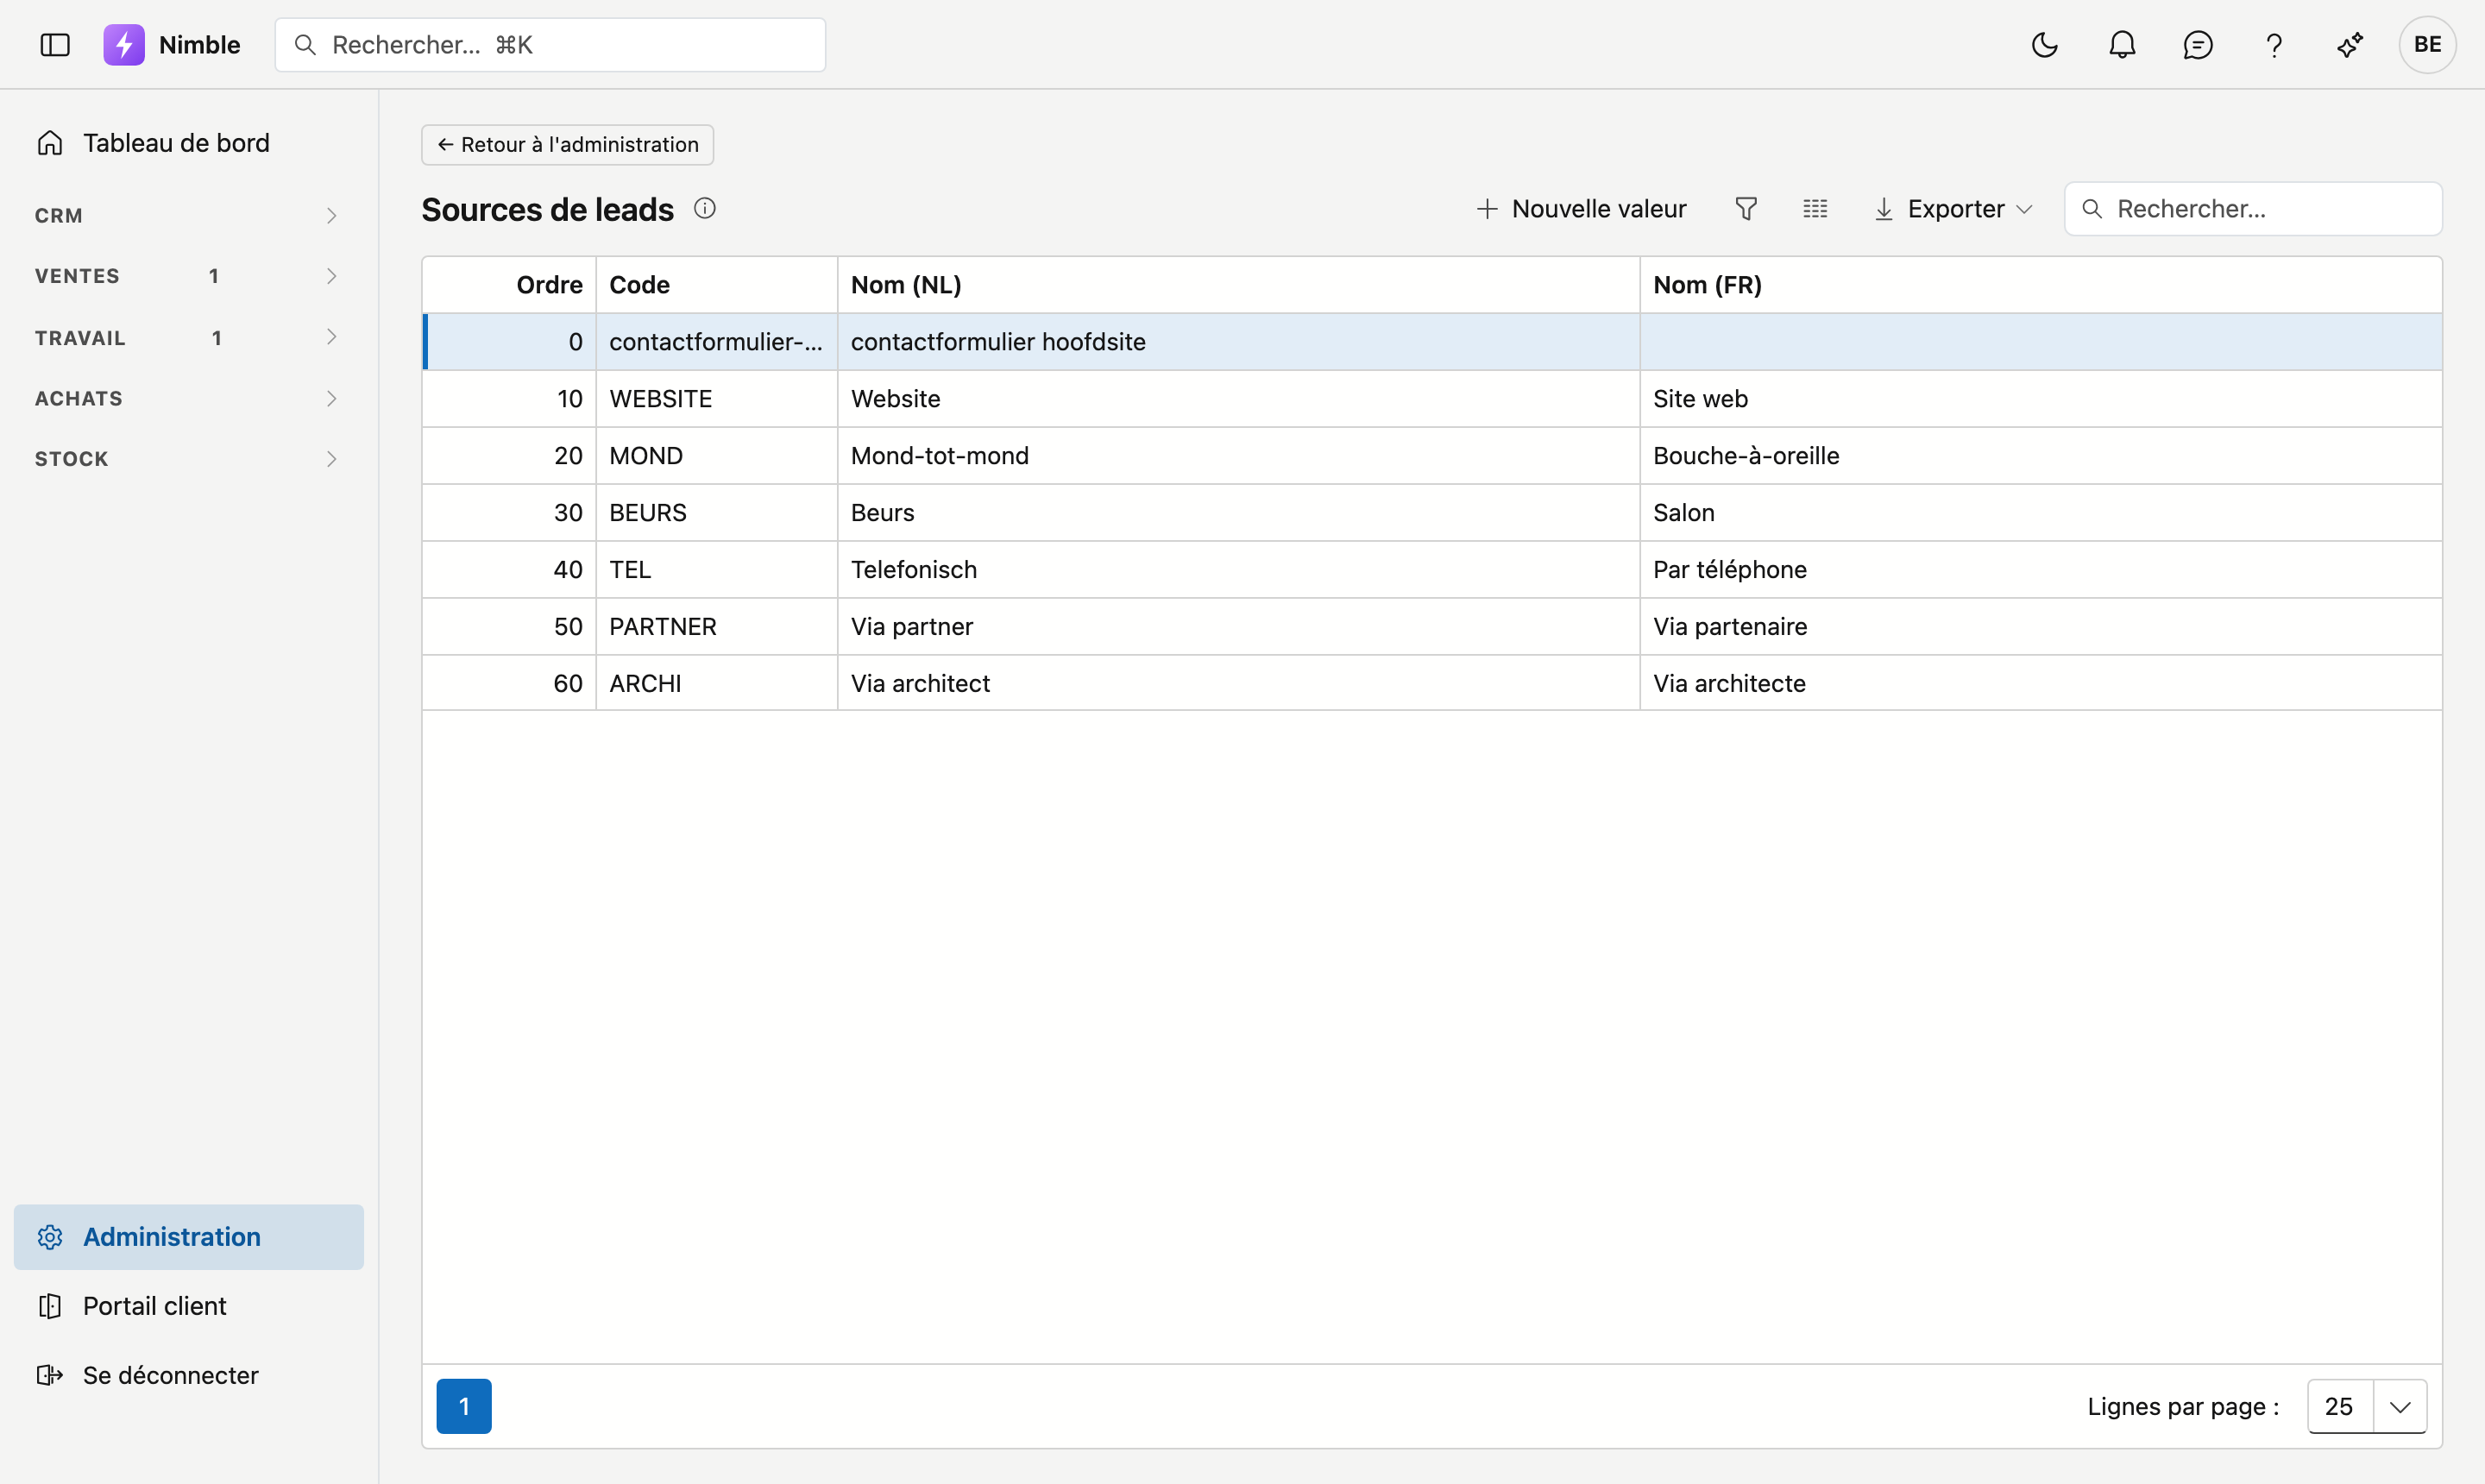 Nimble
Rechercher... ⌘K
BE
Tableau de bord
CRM
VENTES 1
TRAVAIL 1
ACHATS
STOCK
Administration
Portail client
Se déconnecter
← Retour à l'administration
Sources de leads
Nouvelle valeur
Exporter
Rechercher...
Ordre Code Nom (NL) Nom (FR)
0 contactformulier-... contactformulier hoofdsite
10 WEBSITE Website Site web
20 MOND Mond-tot-mond Bouche-à-oreille
30 BEURS Beurs Salon
40 TEL Telefonisch Par téléphone
50 PARTNER Via partner Via partenaire
60 ARCHI Via architect Via architecte
1
Lignes par page : 25